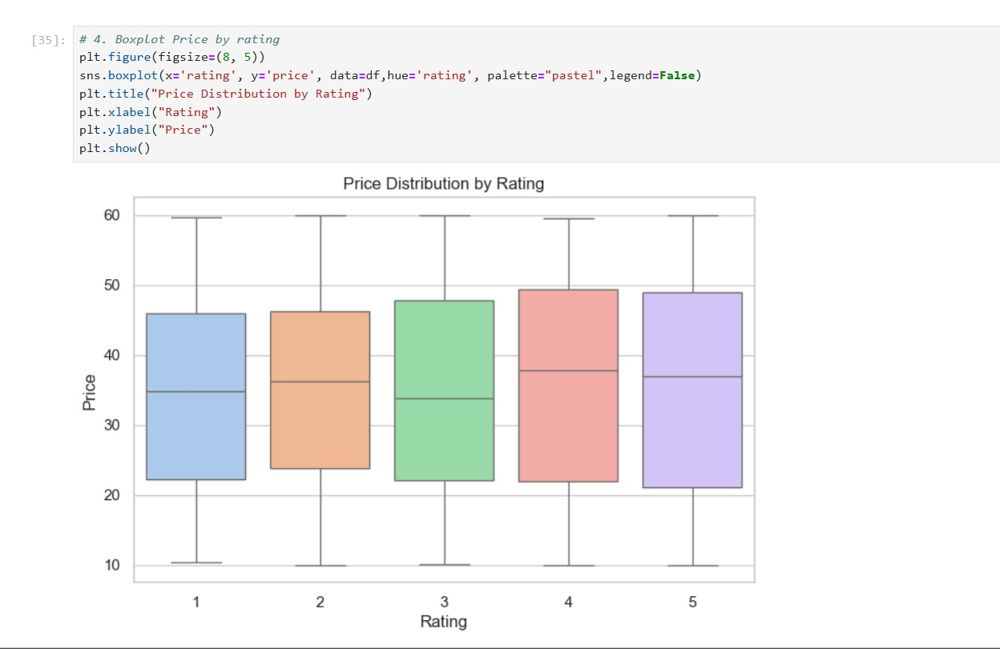 [35]:
# 4. Boxplot Price by rating
plt.figure(figsize=(8, 5))
sns.boxplot(x='rating', y='price', data=df,hue='rating', palette="pastel",legend=False)
plt.title("Price Distribution by Rating")
plt.xlabel("Rating")
plt.ylabel("Price")
plt.show()
Price Distribution by Rating
60
50
40
30
20
10
Price
1 2 3 4 5
Rating